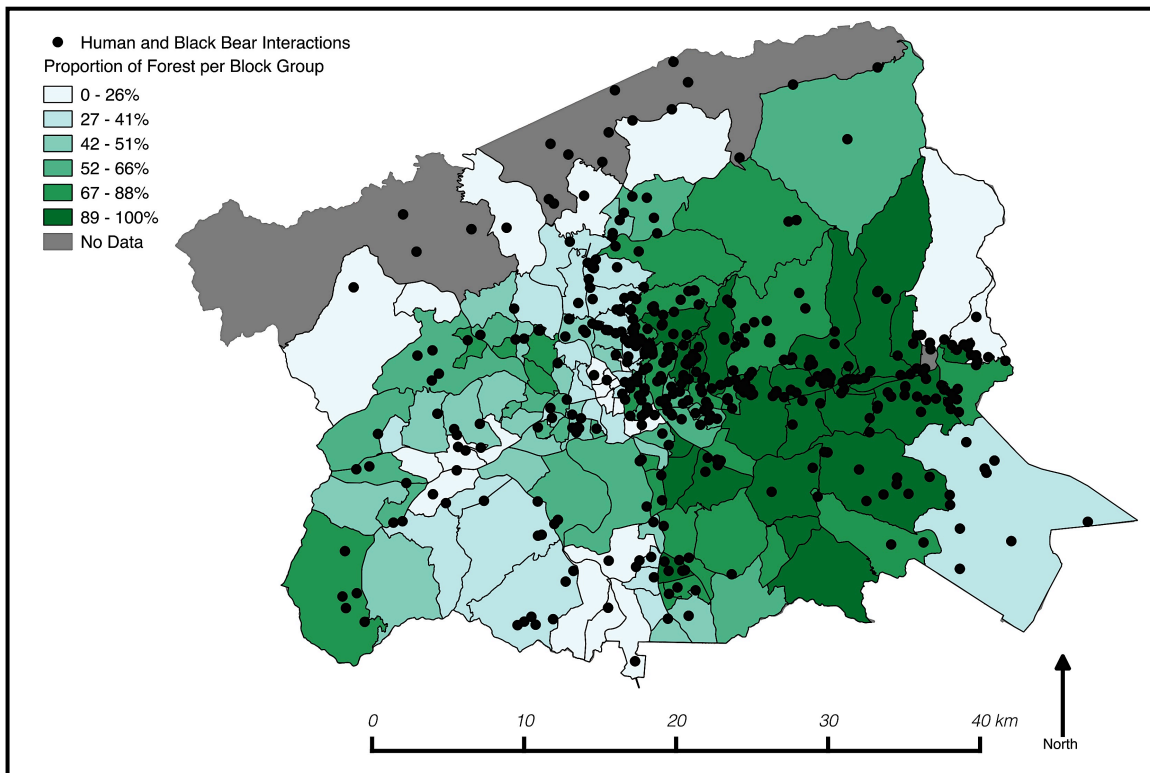 Human and Black Bear Interactions
Proportion of Forest per Block Group
0 - 26%
27 - 41%
42 - 51%
52 - 66%
67 - 88%
89 - 100%
No Data
0 10 20 30 40 km
North